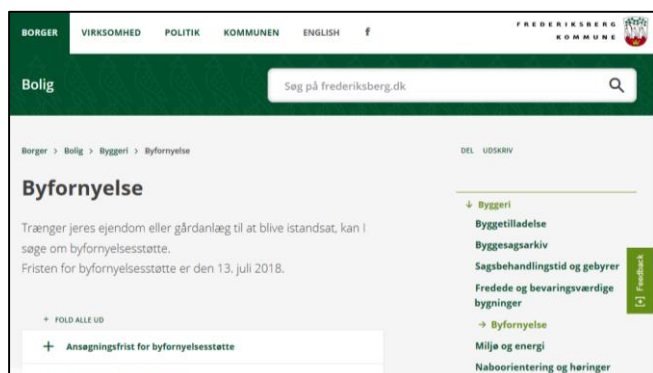 BORGER VIRKSOMHED POLITIK KOMMUNEN ENGLISH f
FREDERIKSBERG
KOMMUNE
Bolig
Søg på frederiksberg.dk
Borger > Bolig > Byggeri > Byfornyelse
DEL UDSKRIV
Byfornyelse
Trænger jeres ejendom eller gårdanlæg til at blive istandsat, kan I
søge om byfornyelsesstøtte.
Fristen for byfornyelsesstøtte er den 13. juli 2018.
+ FOLD ALLE UD
+ Ansøgningsfrist for byfornyelsesstøtte
↓ Byggeri
Byggetilladelse
Byggesagsarkiv
Sagsbehandlingstid og gebyrer
Fredede og bevaringsværdige
bygninger
→ Byfornyelse
Miljø og energi
Naboorientering og høringer
[+] Feedback